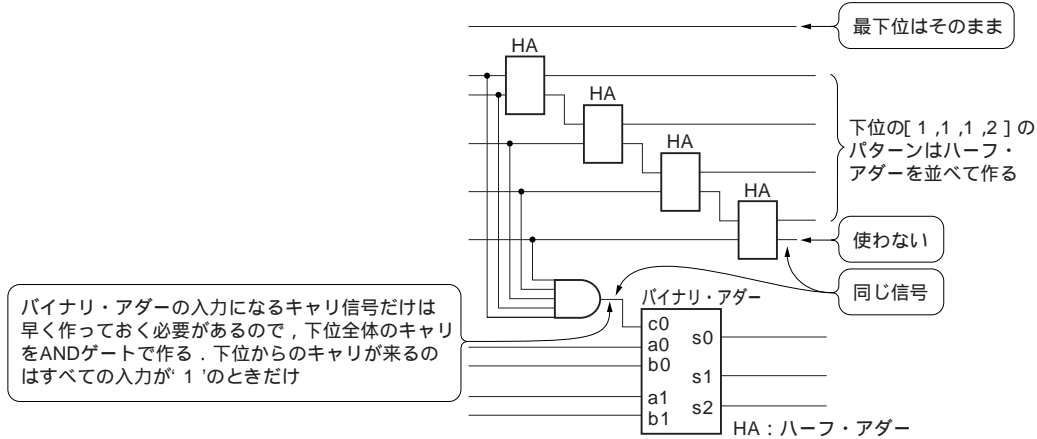 最下位はそのまま
HA
HA
HA
HA
下位の[ 1 ,1 ,1 ,2 ] の
パターンはハーフ・
アダーを並べて作る
使わない
同じ信号
バイナリ・アダーの入力になるキャリ信号だけは
早く作っておく必要があるので，下位全体のキャリ
をANDゲートで作る．下位からのキャリが来るの
はすべての入力が‘ 1 ’のときだけ
バイナリ・アダー
c0
a0
b0
a1
b1
s0
s1
s2
HA：ハーフ・アダー